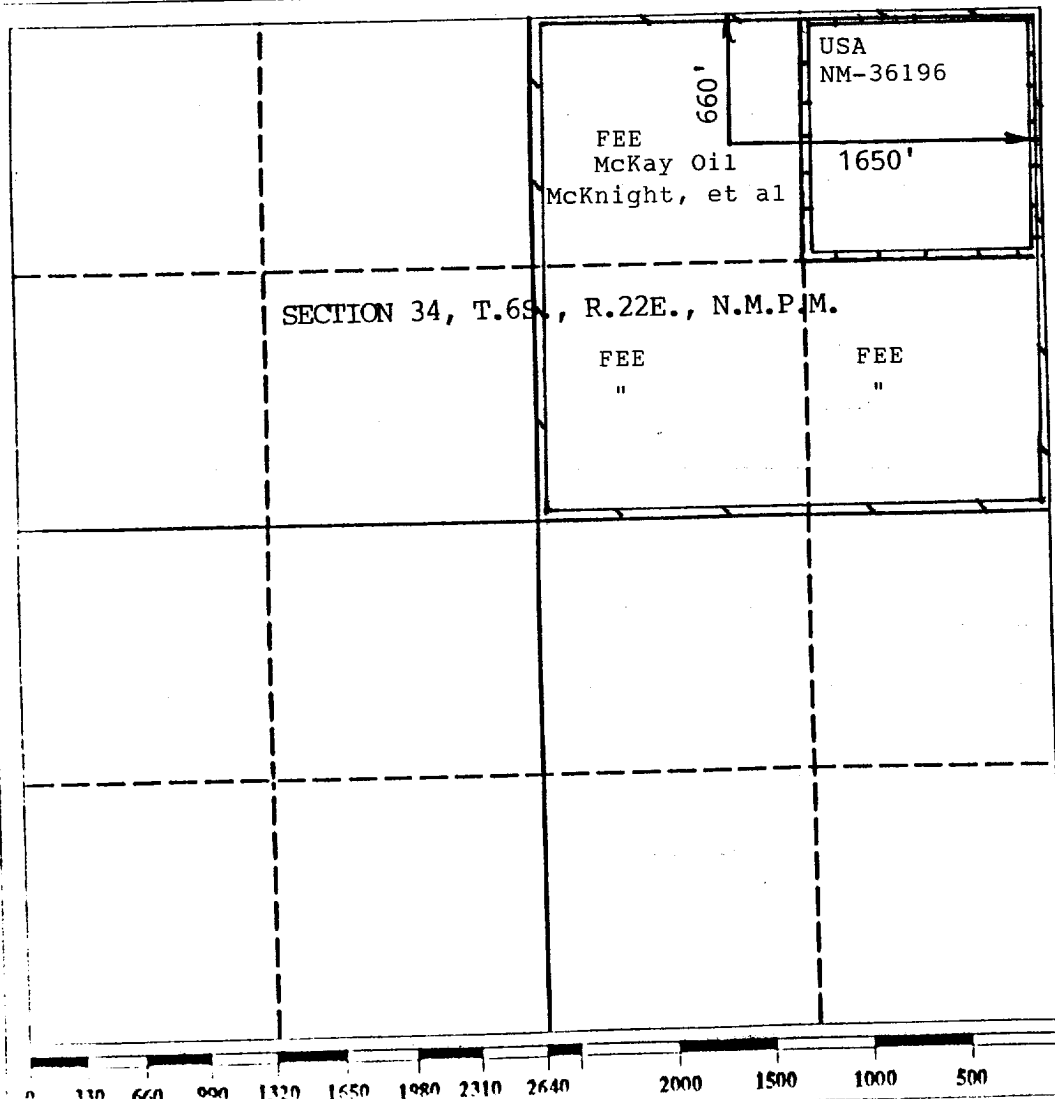 USA
NM-36196
660'
FEE
McKay Oil
McKnight, et al
1650'
SECTION 34, T.6S., R.22E., N.M.P.M.
FEE
"
FEE
"
0 330 660 990 1320 1650 1980 2310 2640 2000 1500 1000 500